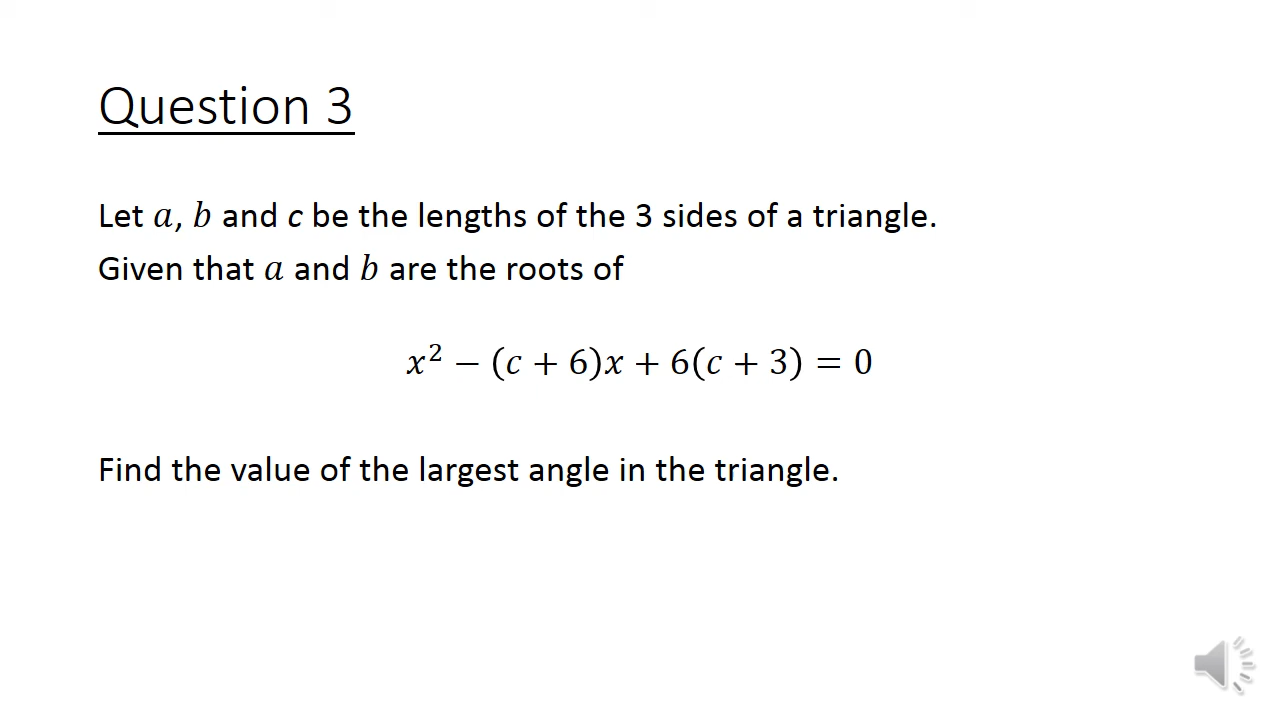 Question 3
Let 𝑎, 𝑏 and c be the lengths of the 3 sides of a triangle.
Given that 𝑎 and 𝑏 are the roots of
𝑥² − (𝑐 + 6)𝑥 + 6(𝑐 + 3) = 0
Find the value of the largest angle in the triangle.